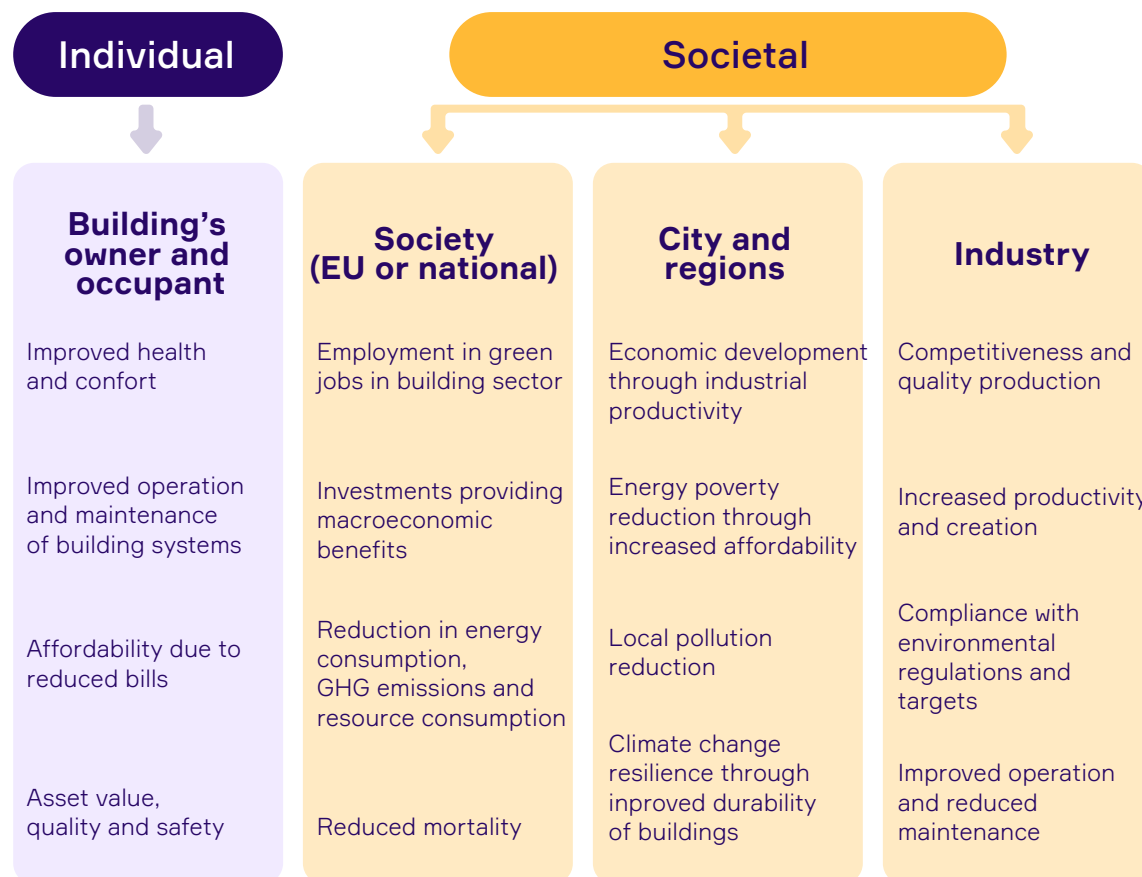 Individual
Societal
Building’s
owner and
occupant
Improved health
and confort
Improved operation
and maintenance
of building systems
Affordability due to
reduced bills
Asset value,
quality and safety
Society
(EU or national)
Employment in green
jobs in building sector
Investments providing
macroeconomic
benefits
Reduction in energy
consumption,
GHG emissions and
resource consumption
Reduced mortality
City and
regions
Economic development
through industrial
productivity
Energy poverty
reduction through
increased affordability
Local pollution
reduction
Climate change
resilience through
inproved durability
of buildings
Industry
Competitiveness and
quality production
Increased productivity
and creation
Compliance with
environmental
regulations and
targets
Improved operation
and reduced
maintenance